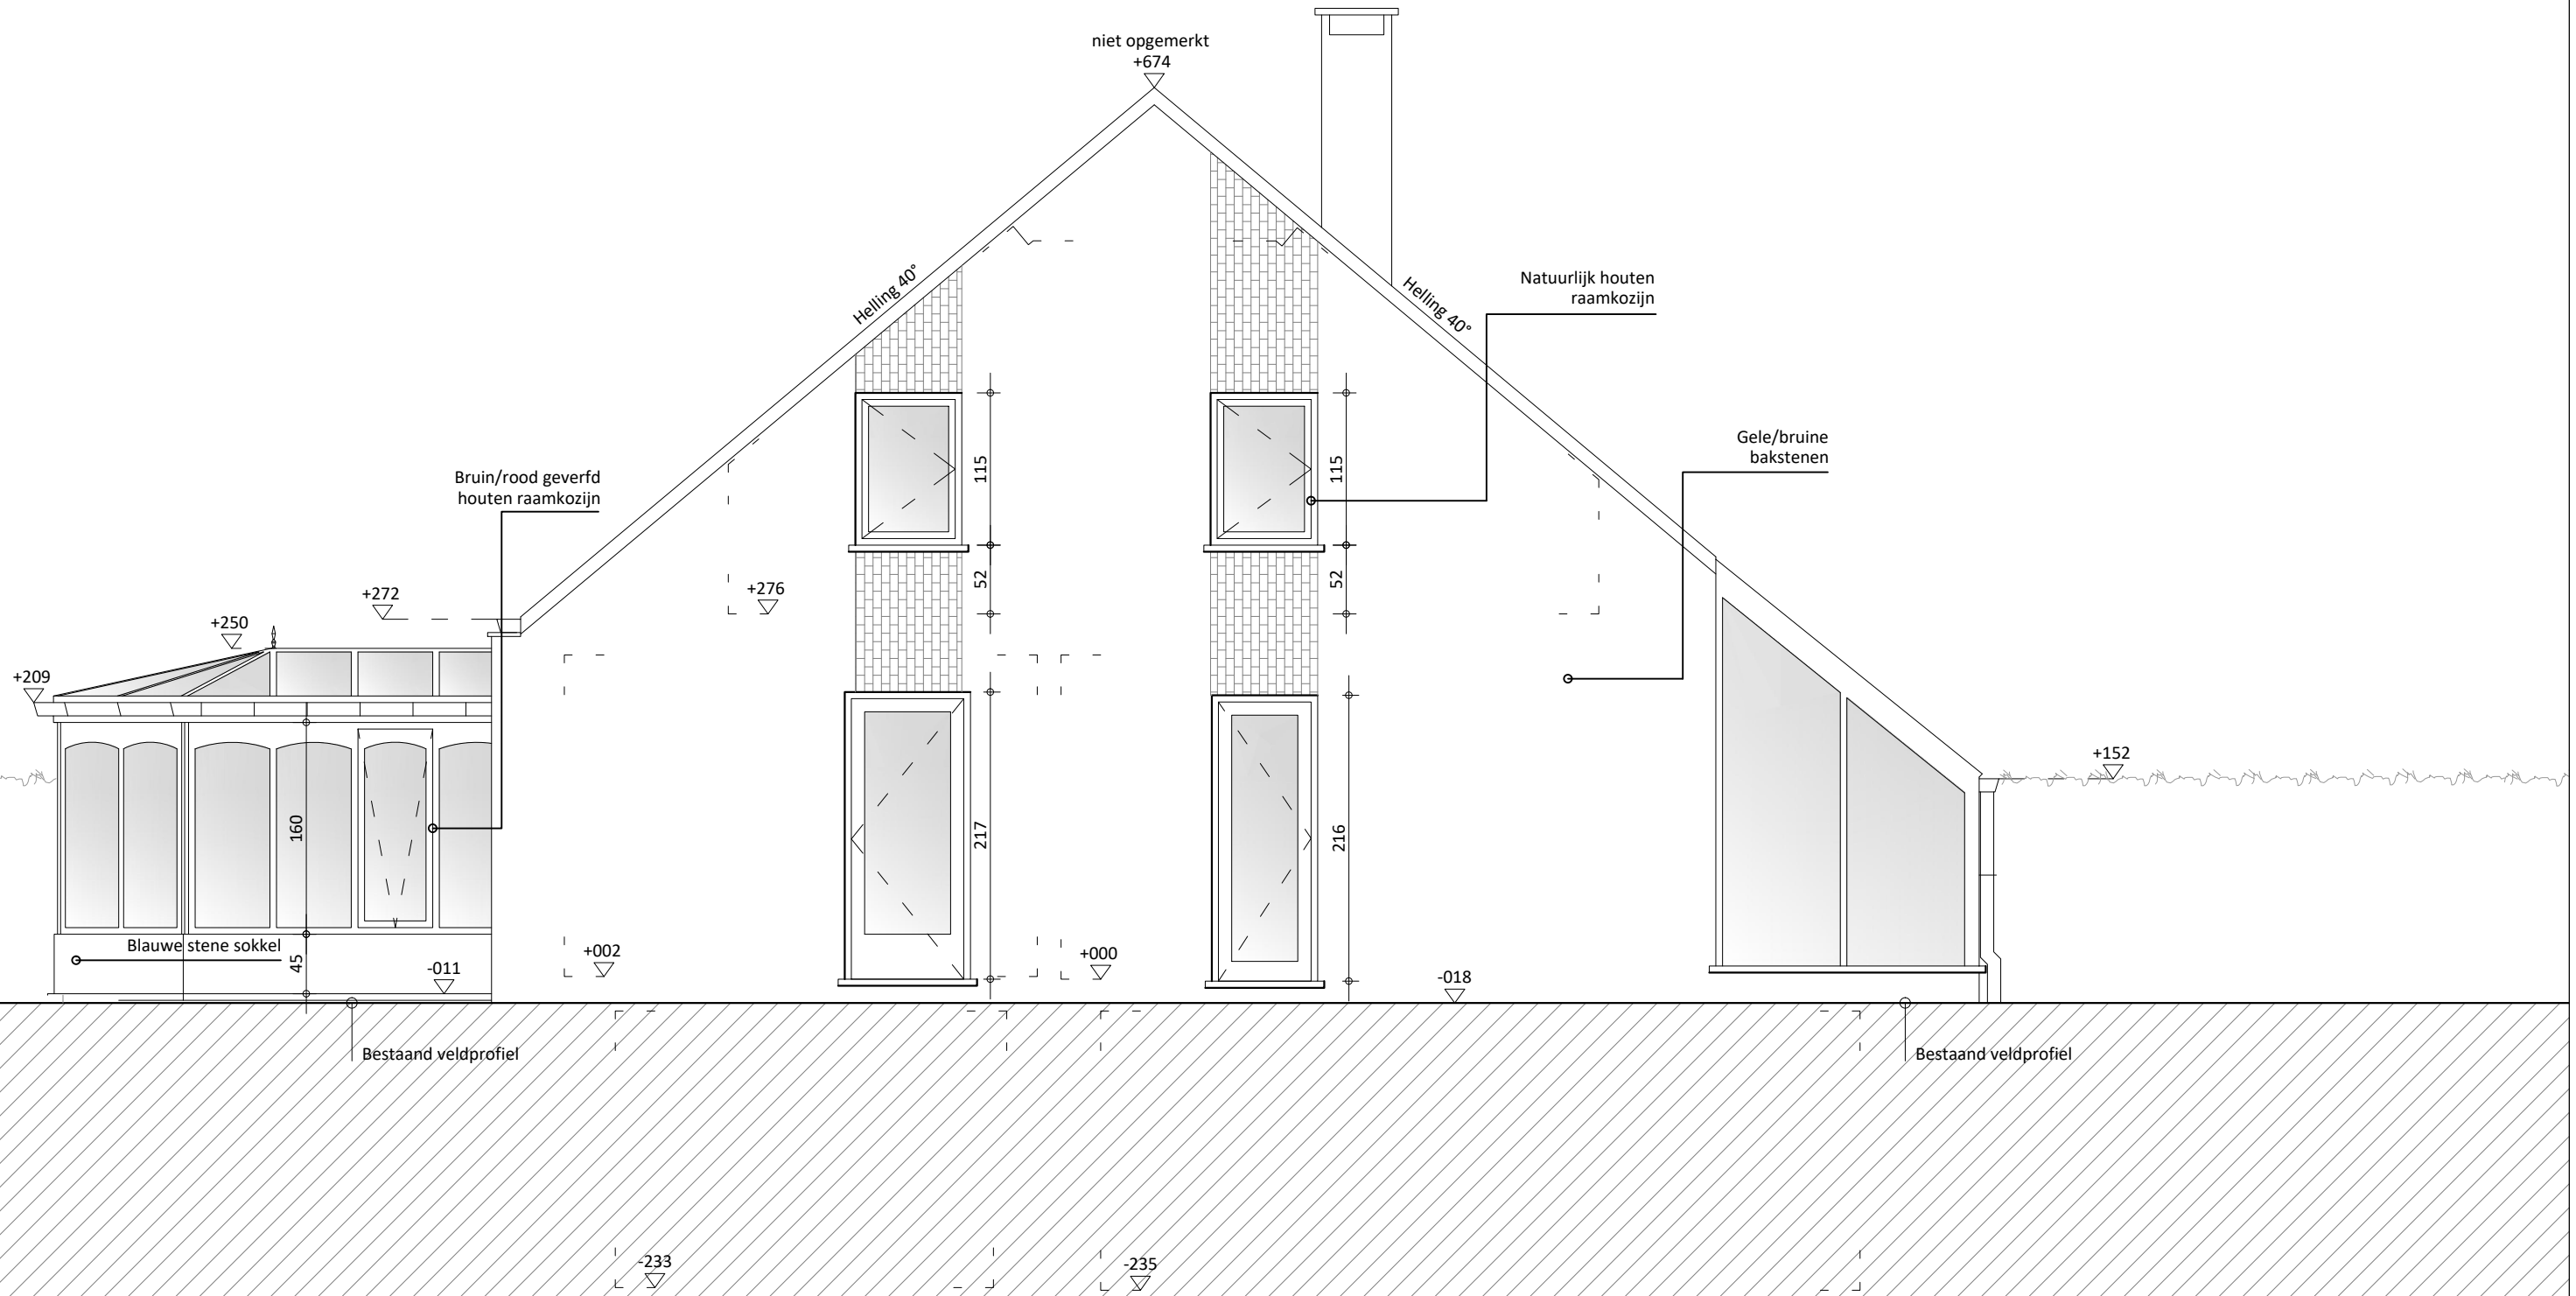 niet opgemerkt
+674
Helling 40°
Helling 40°
Natuurlijk houten
raamkozijn
Gele/bruine
bakstenen
Bruin/rood geverfd
houten raamkozijn
115
115
52
52
+276
+272
+250
+209
+152
160
217
216
Blauwe stene sokkel
45
-011
+002
+000
-018
Bestaand veldprofiel
Bestaand veldprofiel
-233
-235